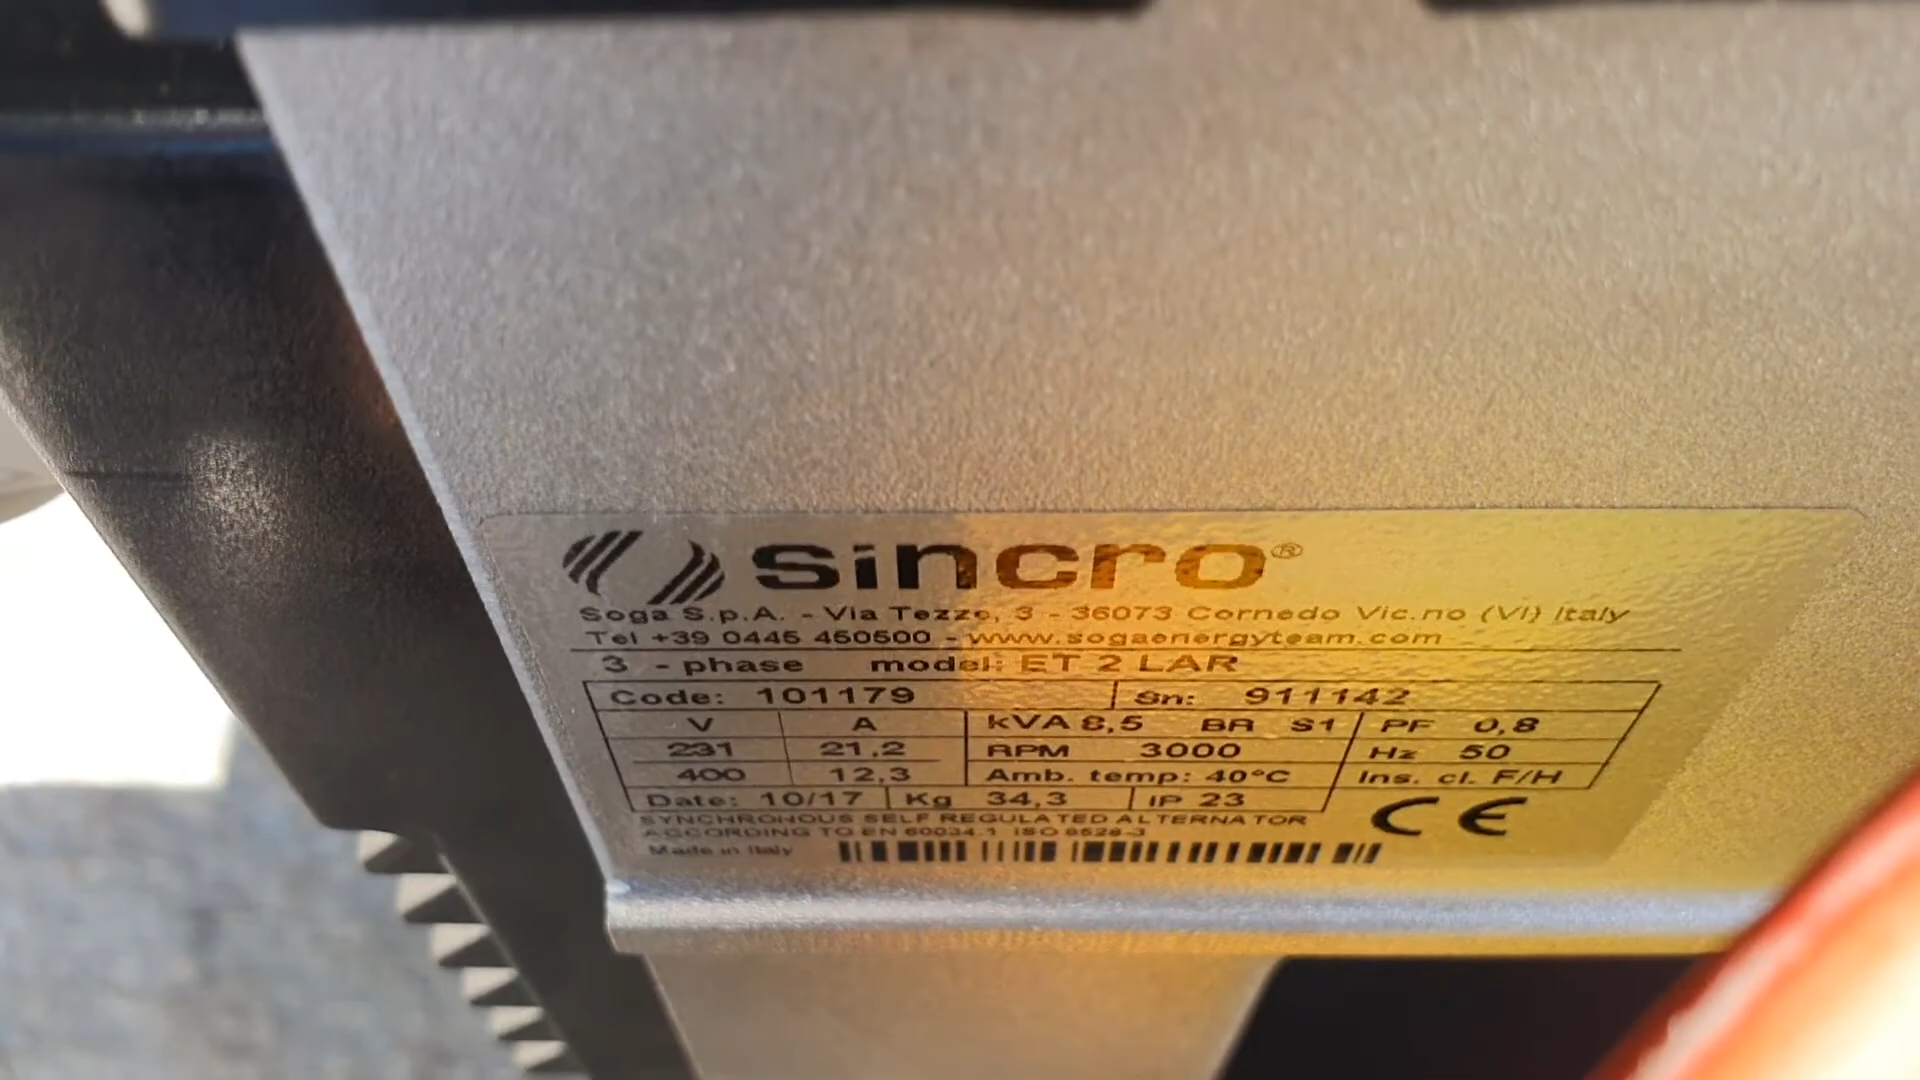 sincro®
Soga S.p.A. - Via Tezze, 3 - 36073 Cornedo Vic.no (VI) Italy
Tel +39 0445 450500 - www.sogaenergyteam.com
3 - phase model: ET 2 LAR
Code: 101179 Sn: 911142
V A kVA 8,5 BR S1 PF 0,8
231 21,2 RPM 3000 Hz 50
400 12,3 Amb. temp: 40°C Ins. cl. F/H
Date: 10/17 Kg 34,3 IP 23
CE
SYNCHRONOUS SELF REGULATED ALTERNATOR
ACCORDING TO EN 60034-1 ISO 8528-3
Made in Italy